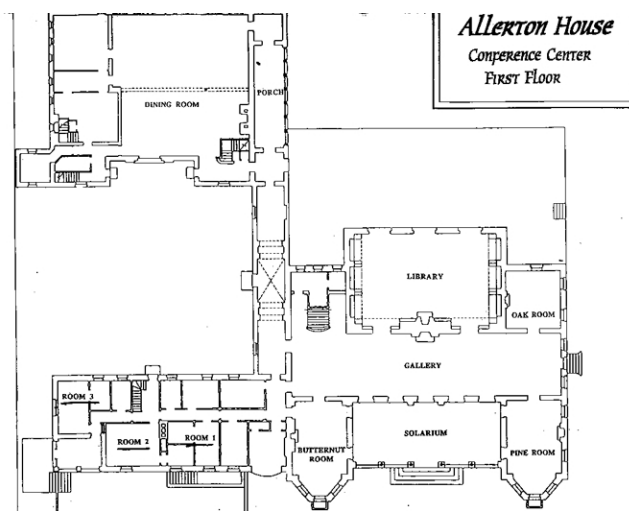 Allerton House
Conference Center
First Floor
PORCH
DINING ROOM
LIBRARY
OAK ROOM
GALLERY
ROOM 3
ROOM 2
ROOM 1
BUTTERNUT
ROOM
SOLARIUM
PINE ROOM